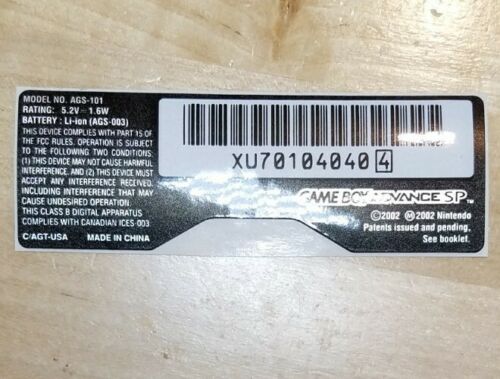 MODEL NO. AGS-101
RATING: 5.2V⎓1.6W
BATTERY : Li-ion (AGS-003)
THIS DEVICE COMPLIES WITH PART 15 OF
THE FCC RULES. OPERATION IS SUBJECT
TO THE FOLLOWING TWO CONDITIONS:
(1) THIS DEVICE MAY NOT CAUSE HARMFUL
INTERFERENCE, AND (2) THIS DEVICE MUST
ACCEPT ANY INTERFERENCE RECEIVED,
INCLUDING INTERFERENCE THAT MAY
CAUSE UNDESIRED OPERATION.
THIS CLASS B DIGITAL APPARATUS
COMPLIES WITH CANADIAN ICES-003.
C/AGT-USA MADE IN CHINA
XU70104040 4
GAME BOY ADVANCE SP™
©2002 Ⓜ2002 Nintendo
Patents issued and pending.
See booklet.